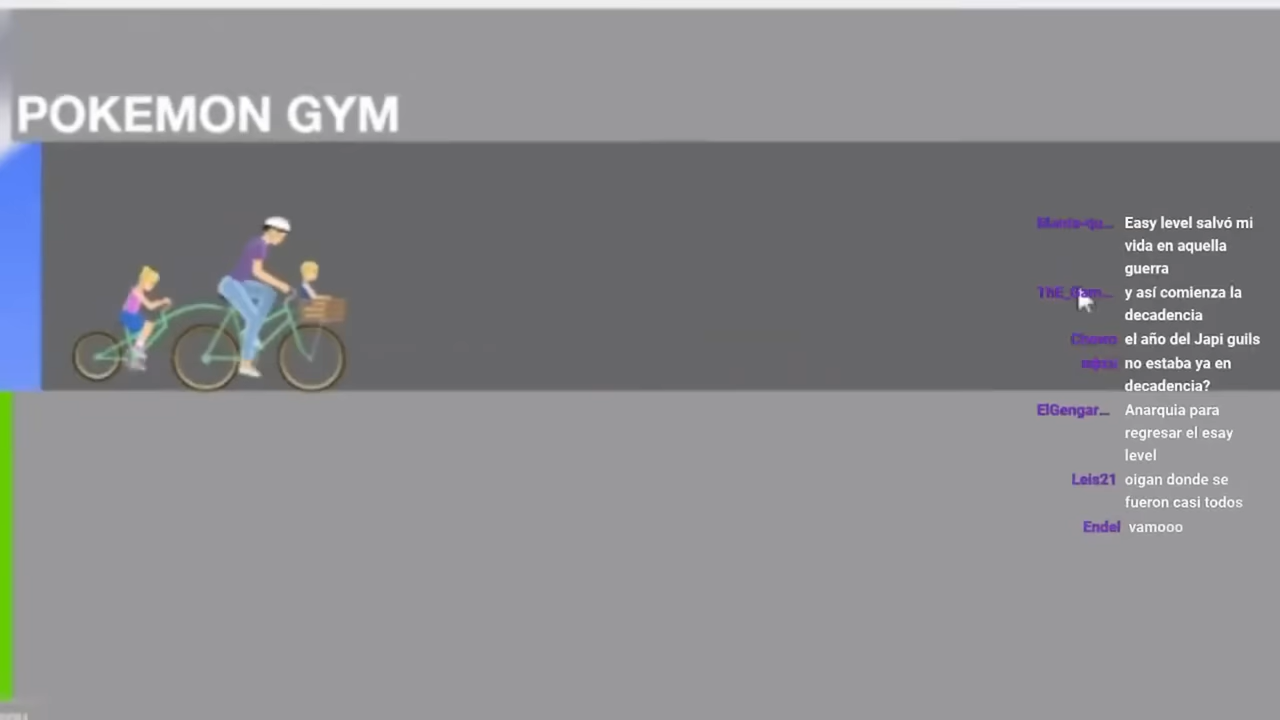 POKEMON GYM
Easy level salvó mi
vida en aquella
guerra
y así comienza la
decadencia
el año del Japi guils
no estaba ya en
decadencia?
ElGengar... Anarquia para
regresar el esay
level
Leis21 oigan donde se
fueron casi todos
Endel vamooo